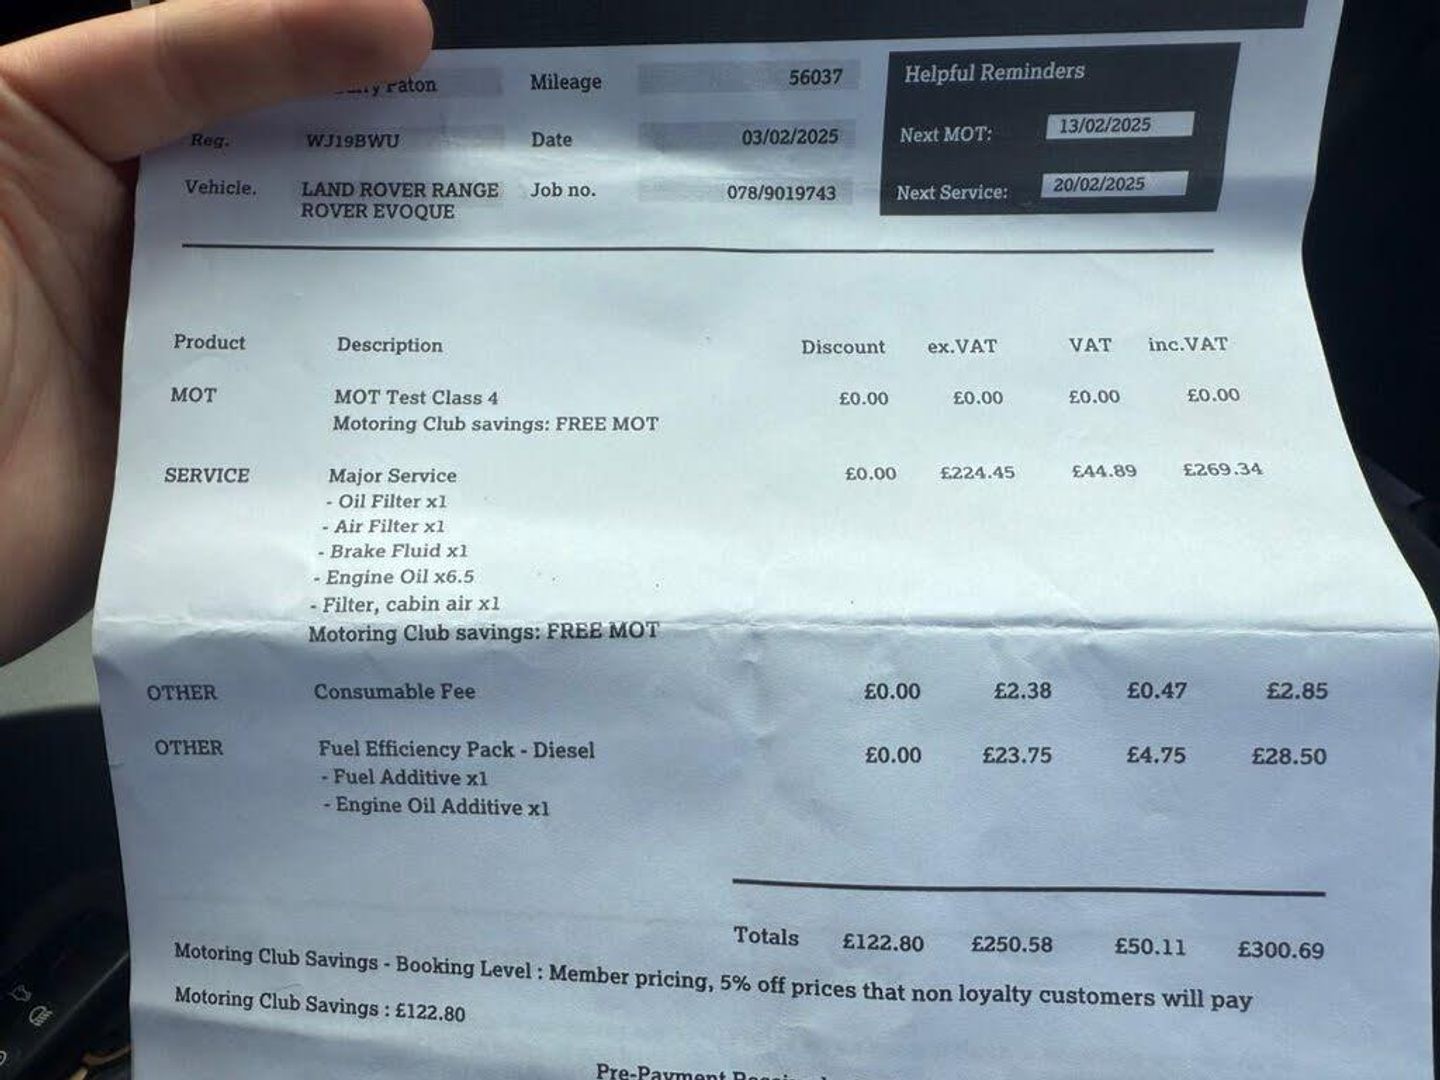 Paton Mileage 56037 Helpful Reminders
Reg. WJ19BWU Date 03/02/2025 Next MOT: 13/02/2025
Vehicle. LAND ROVER RANGE Job no. 078/9019743 Next Service: 20/02/2025
ROVER EVOQUE
Product Description Discount ex.VAT VAT inc.VAT
MOT MOT Test Class 4 £0.00 £0.00 £0.00 £0.00
Motoring Club savings: FREE MOT
SERVICE Major Service £0.00 £224.45 £44.89 £269.34
- Oil Filter x1
- Air Filter x1
- Brake Fluid x1
- Engine Oil x6.5
- Filter, cabin air x1
Motoring Club savings: FREE MOT
OTHER Consumable Fee £0.00 £2.38 £0.47 £2.85
OTHER Fuel Efficiency Pack - Diesel £0.00 £23.75 £4.75 £28.50
- Fuel Additive x1
- Engine Oil Additive x1
Totals £122.80 £250.58 £50.11 £300.69
Motoring Club Savings - Booking Level : Member pricing, 5% off prices that non loyalty customers will pay
Motoring Club Savings : £122.80
Pre-Payment